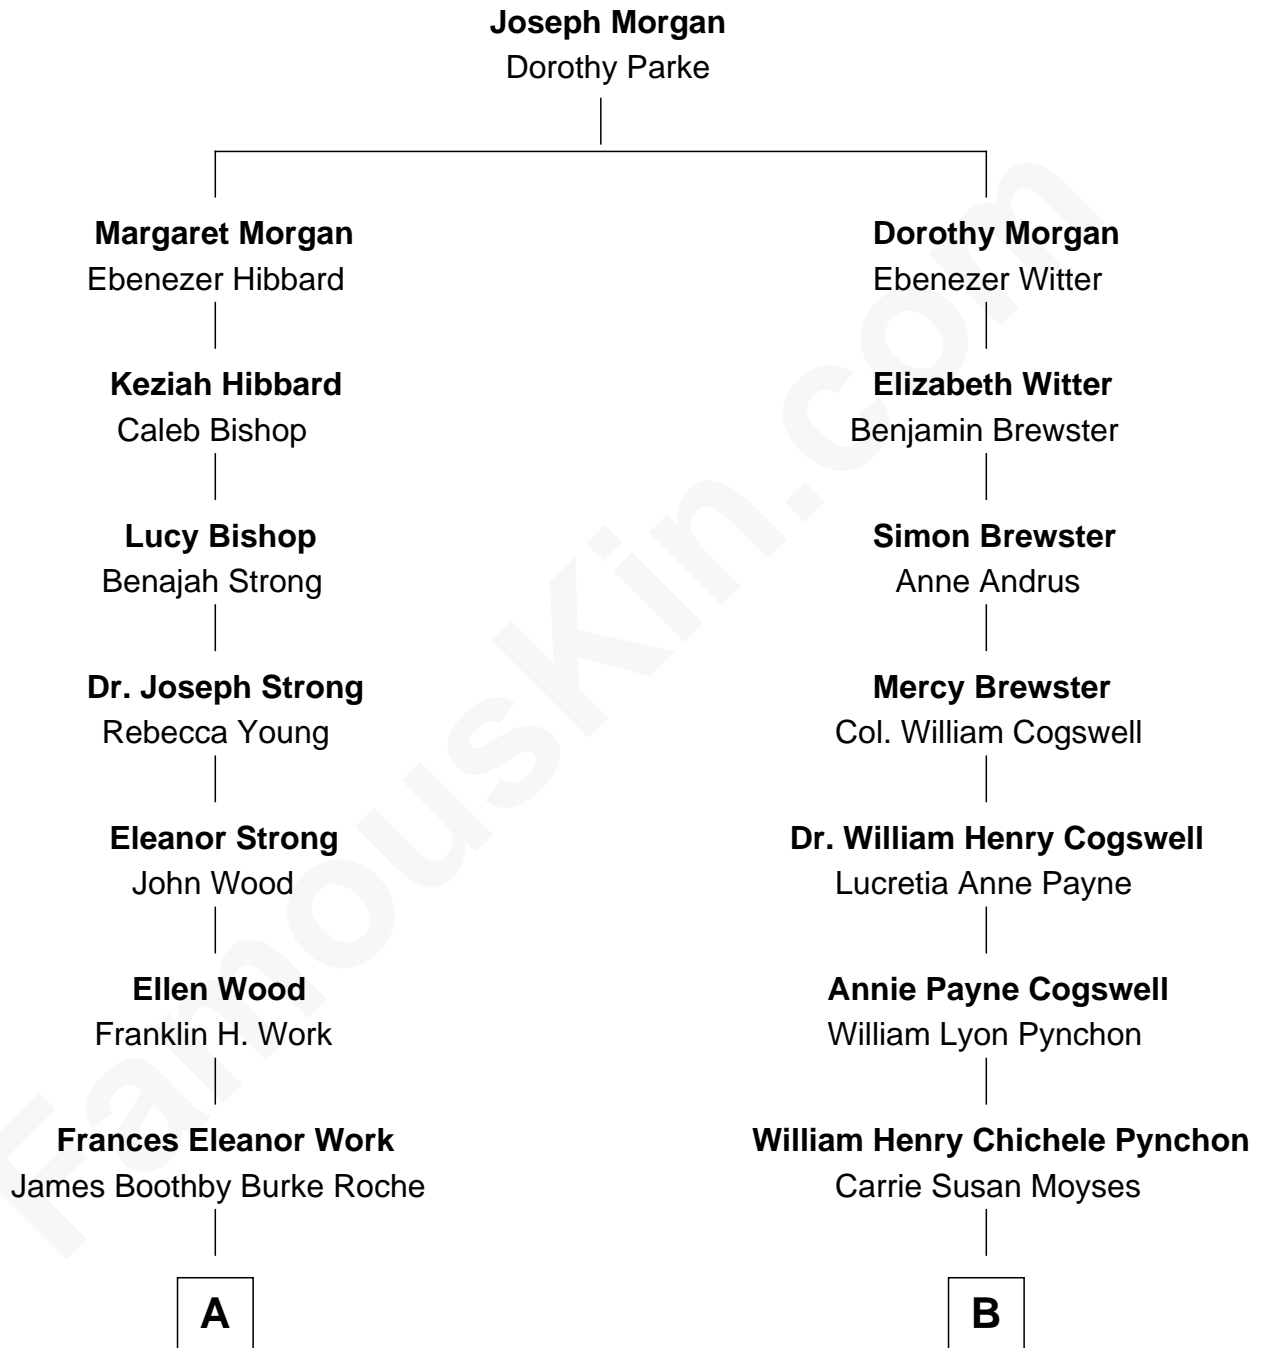 Joseph Morgan
Dorothy Parke
Margaret Morgan
Ebenezer Hibbard
Dorothy Morgan
Ebenezer Witter
Keziah Hibbard
Caleb Bishop
Elizabeth Witter
Benjamin Brewster
Lucy Bishop
Benajah Strong
Simon Brewster
Anne Andrus
Dr. Joseph Strong
Rebecca Young
Mercy Brewster
Col. William Cogswell
Eleanor Strong
John Wood
Dr. William Henry Cogswell
Lucretia Anne Payne
Ellen Wood
Franklin H. Work
Annie Payne Cogswell
William Lyon Pynchon
Frances Eleanor Work
James Boothby Burke Roche
William Henry Chichele Pynchon
Carrie Susan Moyses
A
B
FamousKin.com